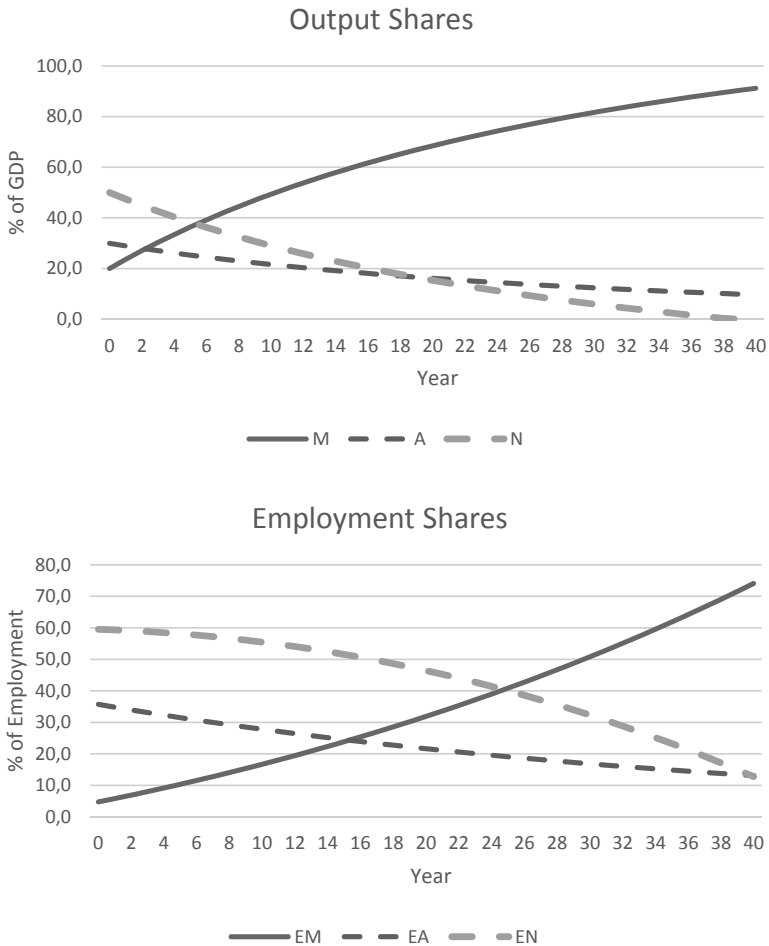 Output Shares
100,0
80,0
60,0
40,0
20,0
0,0
% of GDP
0 2 4 6 8 10 12 14 16 18 20 22 24 26 28 30 32 34 36 38 40
Year
M A N
Employment Shares
80,0
70,0
60,0
50,0
40,0
30,0
20,0
10,0
0,0
% of Employment
0 2 4 6 8 10 12 14 16 18 20 22 24 26 28 30 32 34 36 38 40
Year
EM EA EN